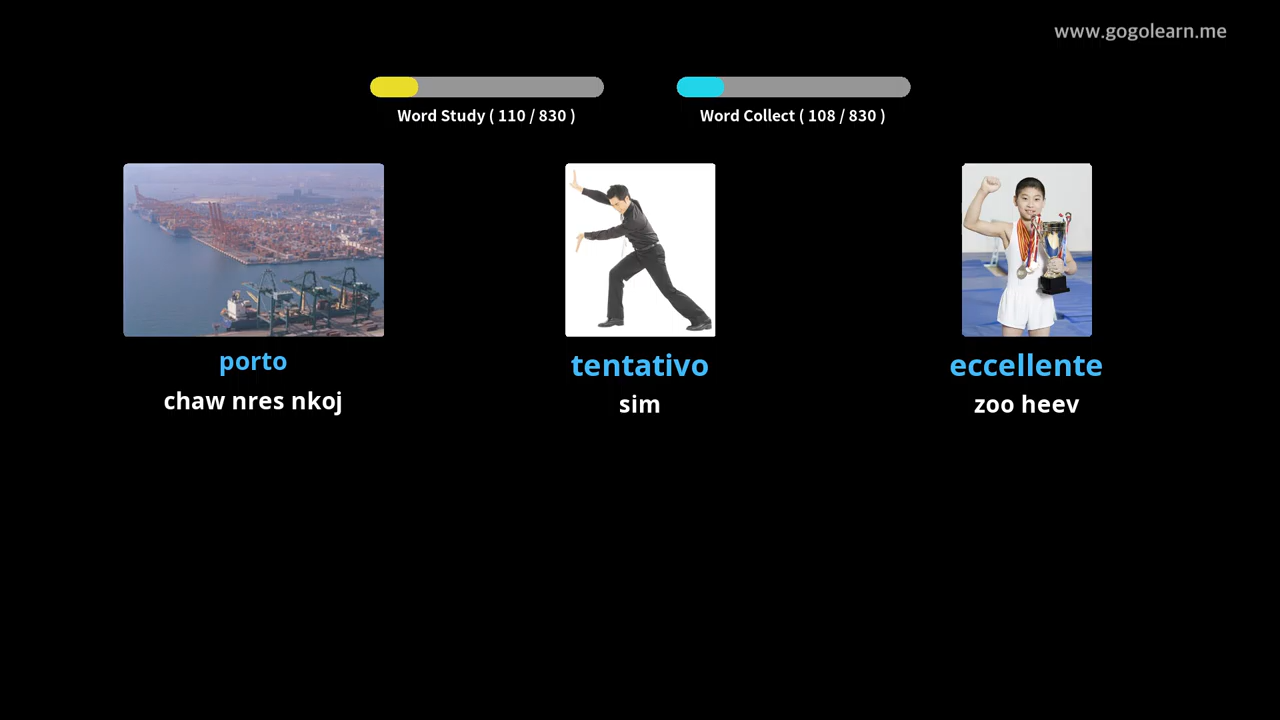 www.gogolearn.me
Word Study ( 110 / 830 )
Word Collect ( 108 / 830 )
porto
chaw nres nkoj
tentativo
sim
eccellente
zoo heev